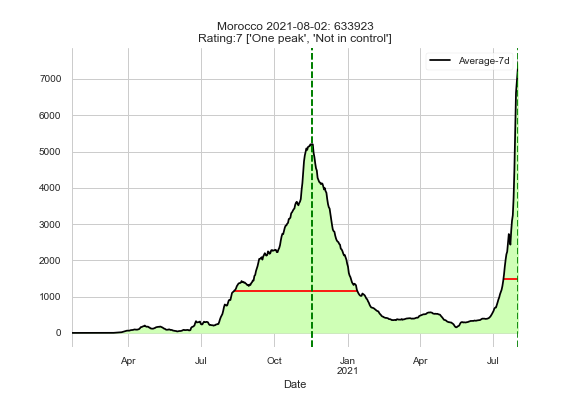 Morocco 2021-08-02: 633923
Rating:7 ['One peak', 'Not in control']
Average-7d
7000
6000
5000
4000
3000
2000
1000
0
Apr
Jul
Oct
Jan
2021
Apr
Jul
Date